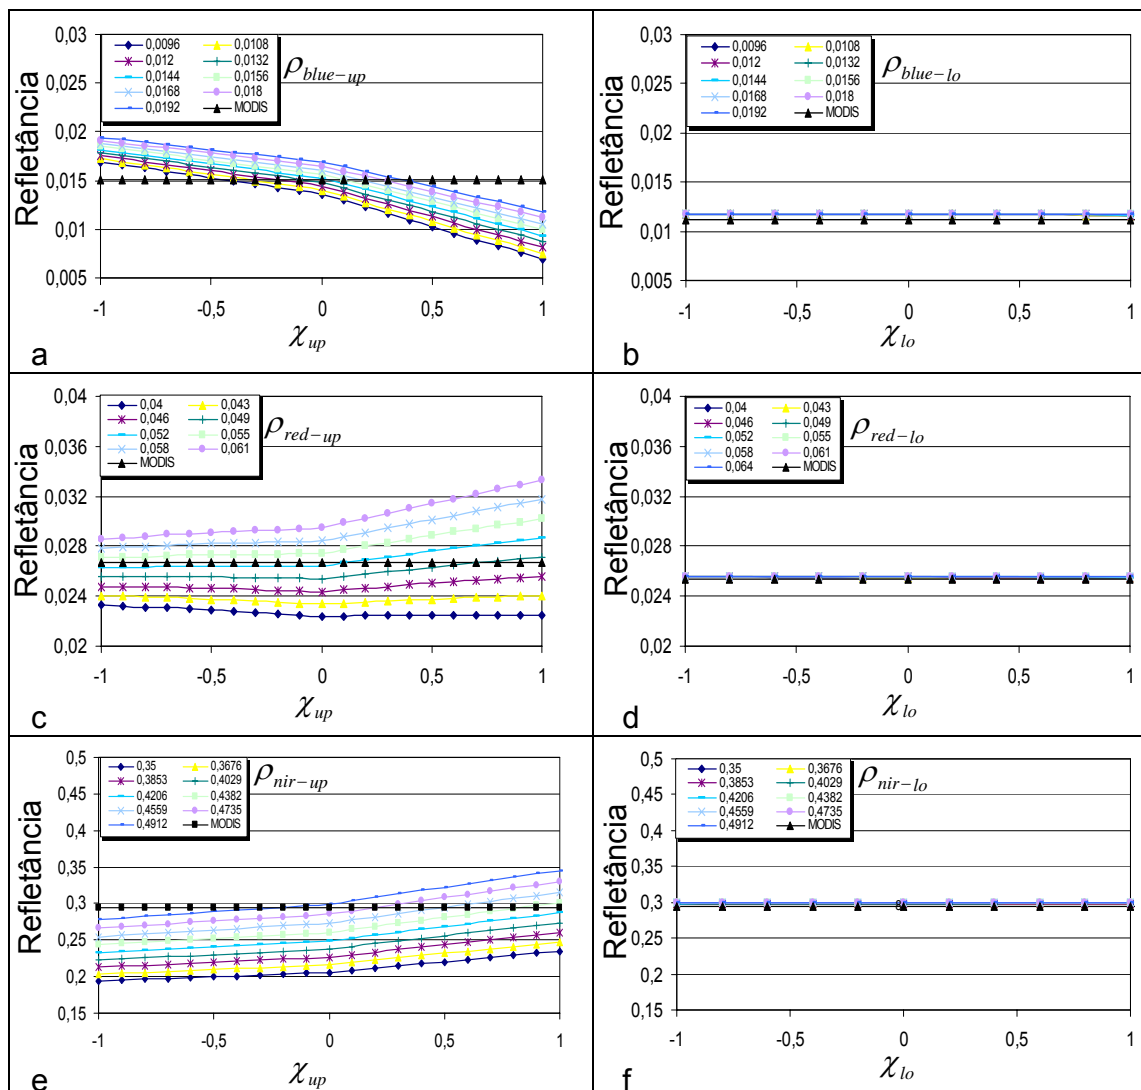 0,03
0,025
0,02
0,015
0,01
0,005
Refletância
0,0096 0,0108
0,012 0,0132
0,0144 0,0156
0,0168 0,018
0,0192 MODIS
ρblue−up
-1 -0,5 0 0,5 1
χup
a
0,03
0,025
0,02
0,015
0,01
0,005
Refletância
0,0096 0,0108
0,012 0,0132
0,0144 0,0156
0,0168 0,018
0,0192 MODIS
ρblue−lo
-1 -0,5 0 0,5 1
χlo
b
0,04
0,036
0,032
0,028
0,024
0,02
Refletância
0,04 0,043
0,046 0,049
0,052 0,055
0,058 0,061
MODIS
ρred−up
-1 -0,5 0 0,5 1
χup
c
0,04
0,036
0,032
0,028
0,024
0,02
Refletância
0,04 0,043
0,046 0,049
0,052 0,055
0,058 0,061
0,064 MODIS
ρred−lo
-1 -0,5 0 0,5 1
χlo
d
0,5
0,45
0,4
0,35
0,3
0,25
0,2
0,15
Refletância
0,35 0,3676
0,3853 0,4029
0,4206 0,4382
0,4559 0,4735
0,4912 MODIS
ρnir−up
-1 -0,5 0 0,5 1
χup
e
0,5
0,45
0,4
0,35
0,3
0,25
0,2
0,15
Refletância
0,35 0,3676
0,3853 0,4029
0,4206 0,4382
0,4559 0,4735
0,4912 MODIS
ρnir−lo
-1 -0,5 0 0,5 1
χlo
f